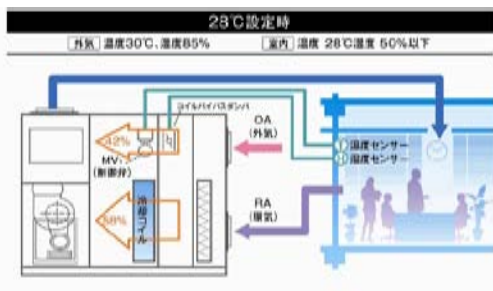 28℃設定時
外気 温度30℃、湿度85%
室内 温度 28℃湿度 50%以下
コイルバイパスダンパ
OA
(外気)
42%
MV1
(制御弁)
温度センサー
湿度センサー
冷却コイル
58%
RA
(還気)